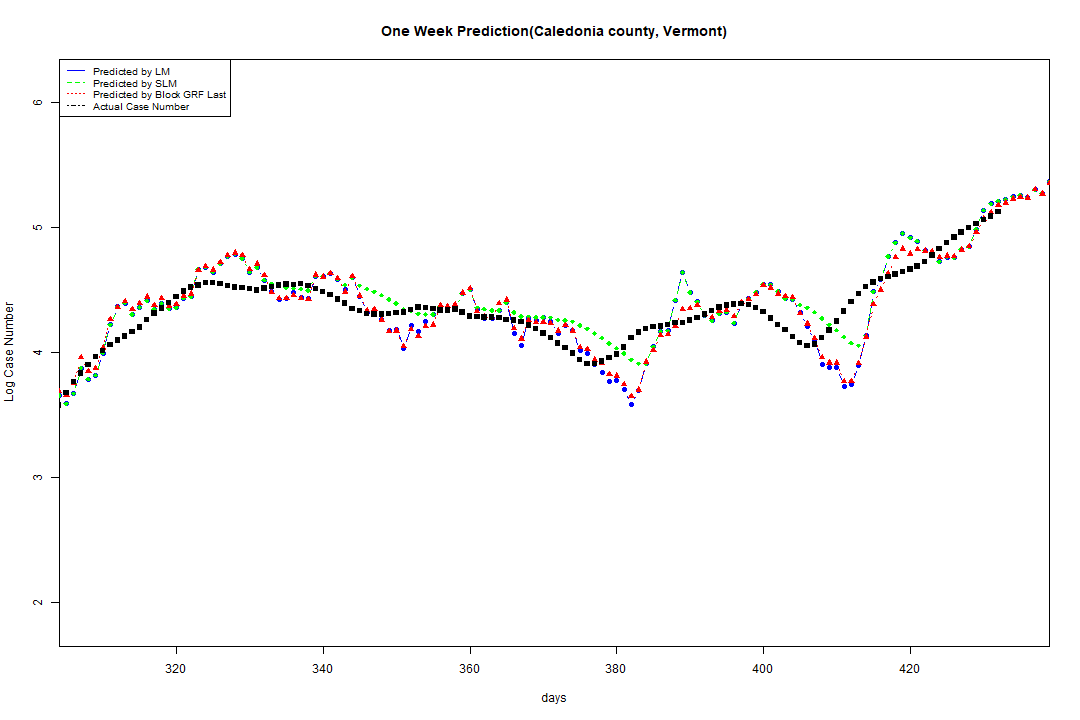 One Week Prediction(Caledonia county, Vermont)
Predicted by LM
Predicted by SLM
Predicted by Block GRF Last
Actual Case Number
6
5
4
3
2
Log Case Number
320 340 360 380 400 420
days